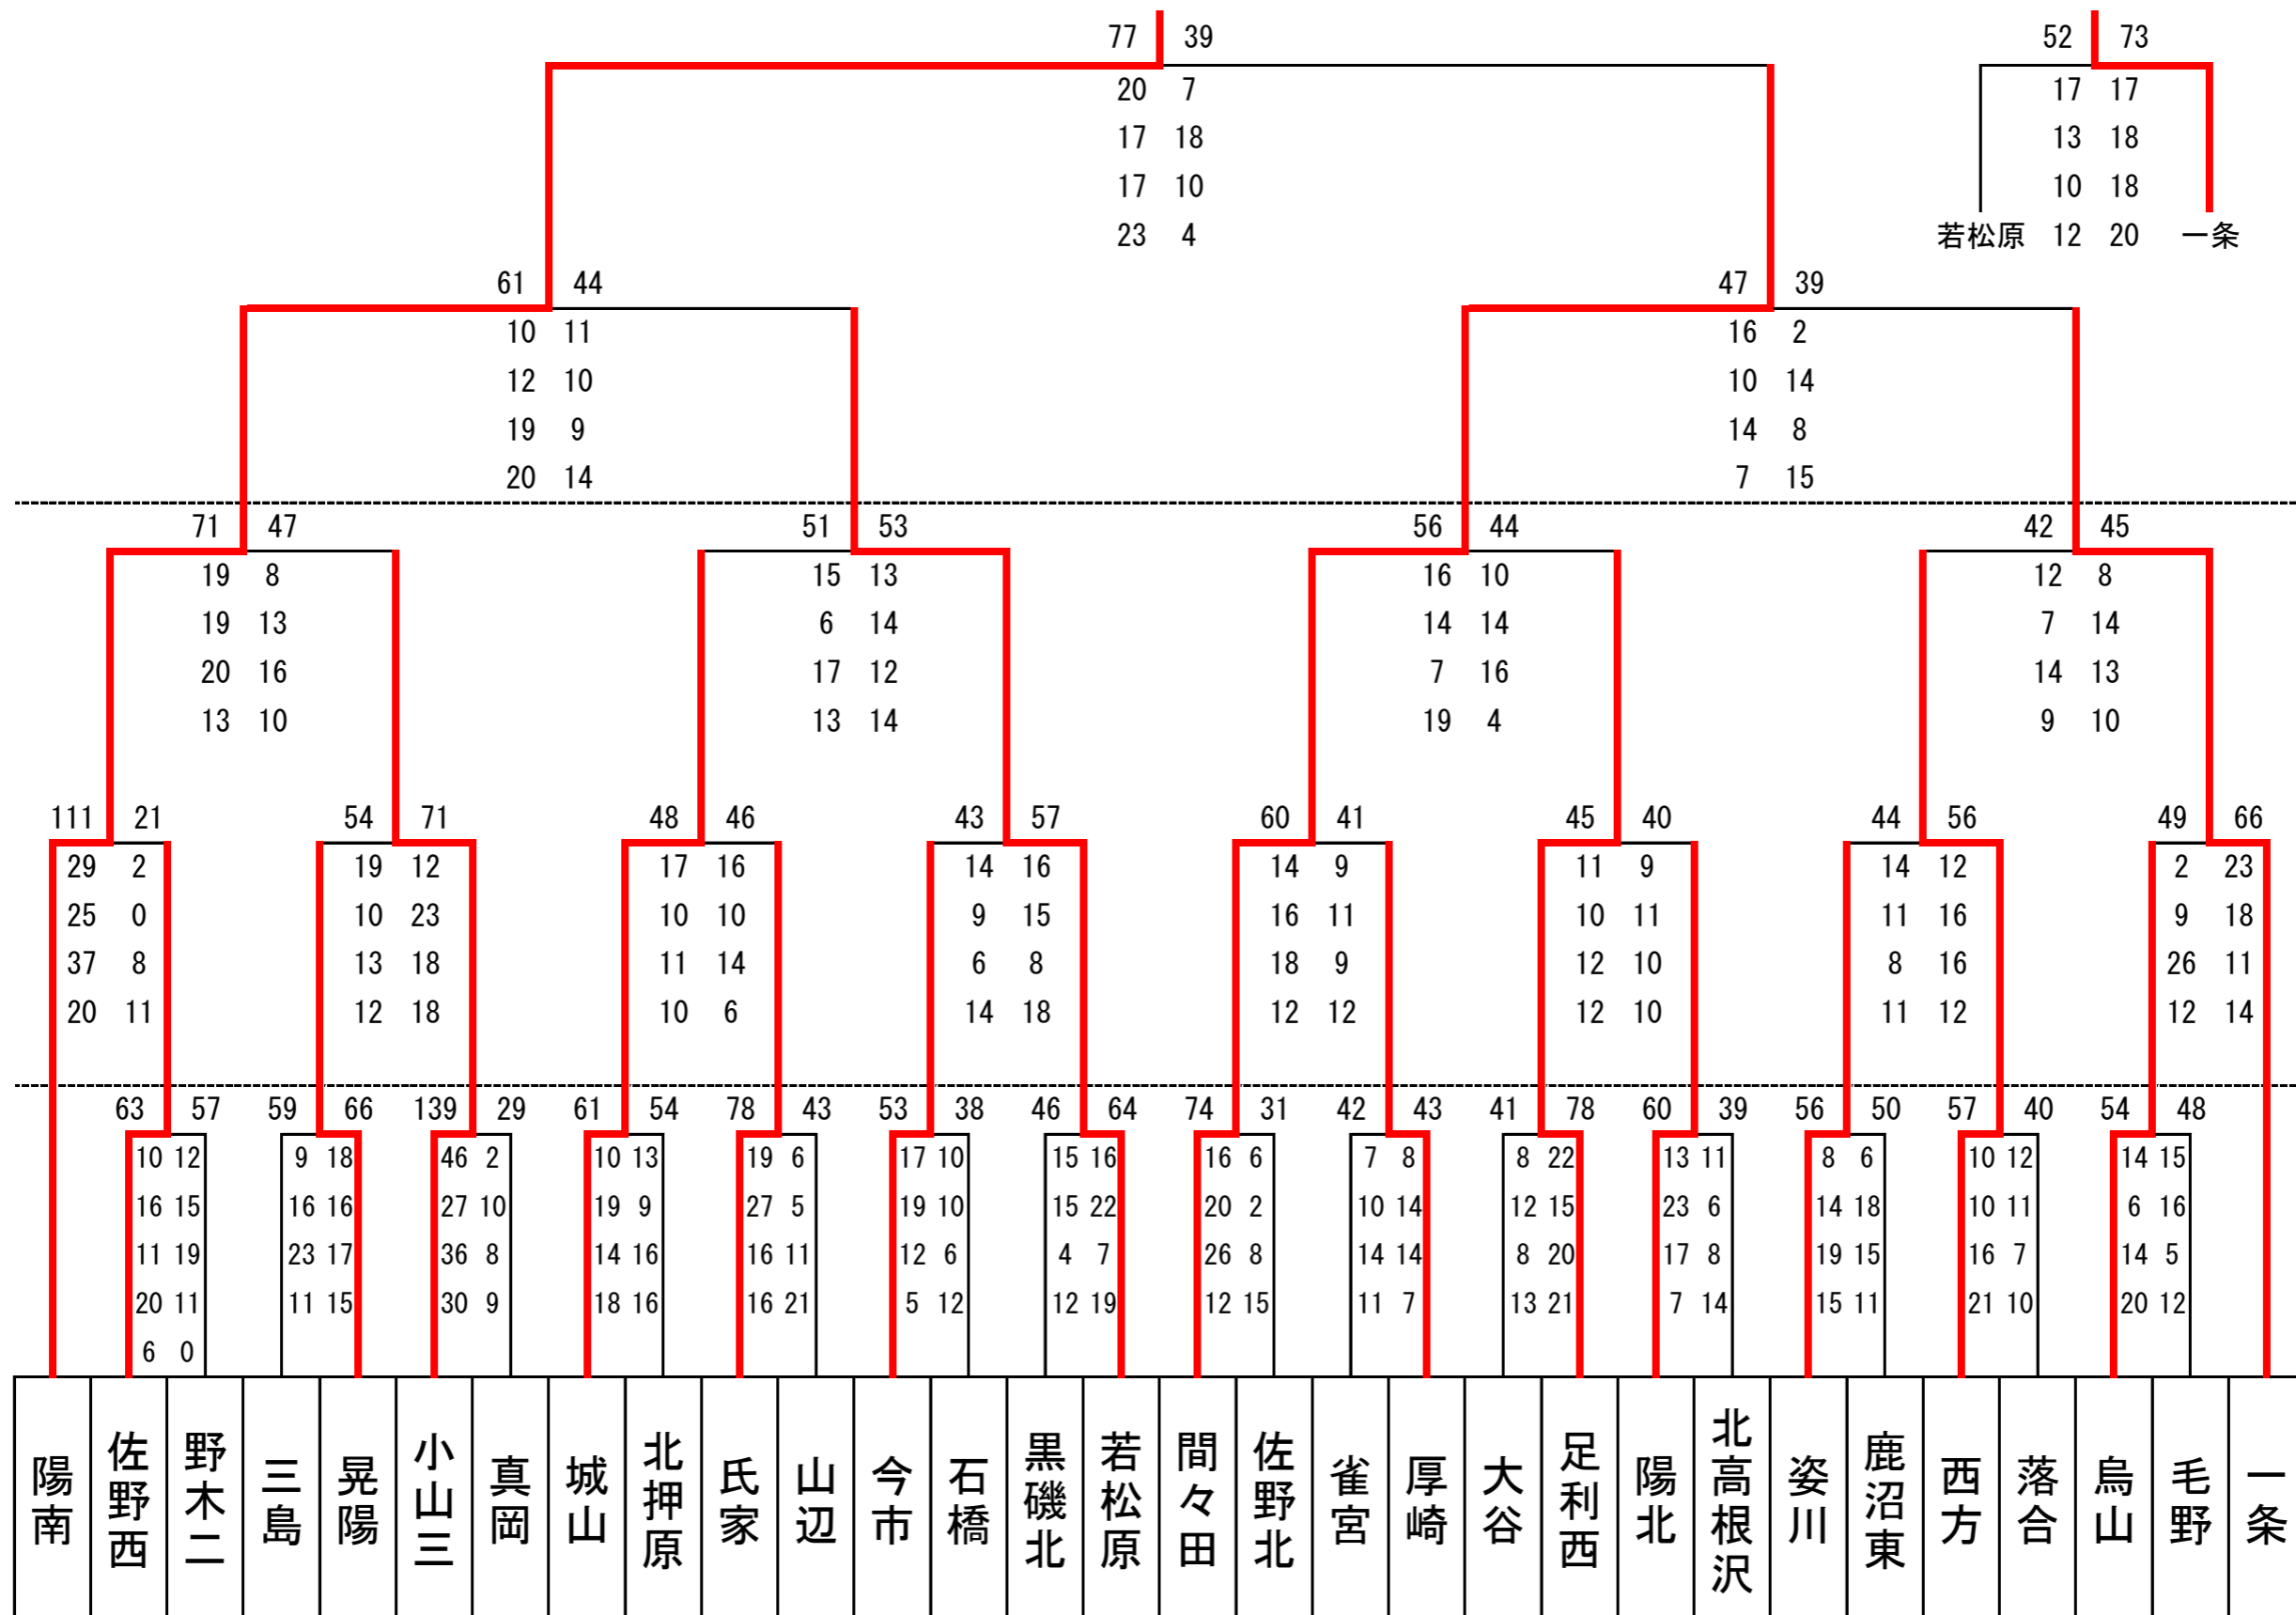 77 39 52 73
20 7 17 17
17 18 13 18
17 10 10 18
23 4 若松原 12 20 一条
61 44 47 39
10 11 16 2
12 10 10 14
19 9 14 8
20 14 7 15
71 47 51 53 56 44 42 45
19 8 15 13 16 10 12 8
19 13 6 14 14 14 7 14
20 16 17 12 7 16 14 13
13 10 13 14 19 4 9 10
111 21 54 71 48 46 43 57 60 41 45 40 44 56 49 66
29 2 19 12 17 16 14 16 14 9 11 9 14 12 2 23
25 0 10 23 10 10 9 15 16 11 10 11 11 16 9 18
37 8 13 18 11 14 6 8 18 9 12 10 8 16 26 11
20 11 12 18 10 6 14 18 12 12 12 10 11 12 12 14
63 57 59 66 139 29 61 54 78 43 53 38 46 64 74 31 42 43 41 78 60 39 56 50 57 40 54 48
10 12 9 18 46 2 10 13 19 6 17 10 15 16 16 6 7 8 8 22 13 11 8 6 10 12 14 15
16 15 16 16 27 10 19 9 27 5 19 10 15 22 20 2 10 14 12 15 23 6 14 18 10 11 6 16
11 19 23 17 36 8 14 16 16 11 12 6 4 7 26 8 14 14 8 20 17 8 19 15 16 7 14 5
20 11 11 15 30 9 18 16 16 21 5 12 12 19 12 15 11 7 13 21 7 14 15 11 21 10 20 12
6 0
陽南
佐野西
野木二
三島
晃陽
小山三
真岡
城山
北押原
氏家
山辺
今市
石橋
黒磯北
若松原
間々田
佐野北
雀宮
厚崎
大谷
足利西
陽北
北高根沢
姿川
鹿沼東
西方
落合
烏山
毛野
一条